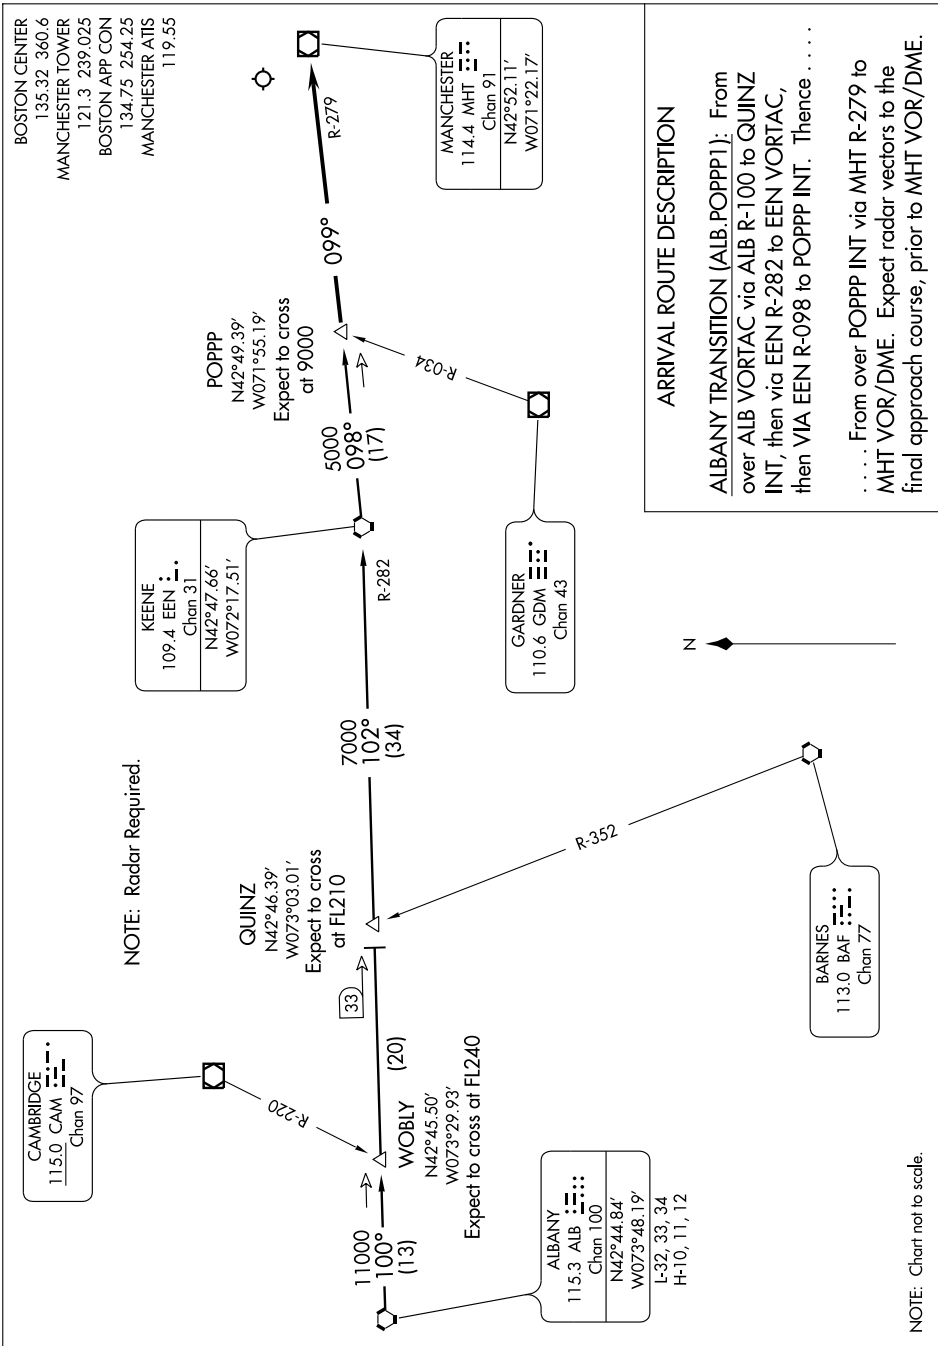 BOSTON CENTER
135.32 360.6
MANCHESTER TOWER
121.3 239.025
BOSTON APP CON
134.75 254.25
MANCHESTER ATIS
119.55
CAMBRIDGE
115.0 CAM
Chan 97
R-220
NOTE: Radar Required.
KEENE
109.4 EEN
Chan 31
N42°47.66'
W072°17.51'
POPPP
N42°49.39'
W071°55.19'
Expect to cross
at 9000
QUINZ
N42°46.39'
W073°03.01'
Expect to cross
at FL210
11000
100°
(13)
33
(20)
7000
102°
(34)
R-282
5000
098°
(17)
099°
R-279
WOBLY
N42°45.50'
W073°29.93'
Expect to cross at FL240
R-034
MANCHESTER
114.4 MHT
Chan 91
N42°52.11'
W071°22.17'
GARDNER
110.6 GDM
Chan 43
ALBANY
115.3 ALB
Chan 100
N42°44.84'
W073°48.19'
L-32, 33, 34
H-10, 11, 12
R-352
BARNES
113.0 BAF
Chan 77
N
ARRIVAL ROUTE DESCRIPTION
ALBANY TRANSITION (ALB.POPPP1): From
over ALB VORTAC via ALB R-100 to QUINZ
INT, then via EEN R-282 to EEN VORTAC,
then VIA EEN R-098 to POPPP INT. Thence . . . .
. . . . From over POPPP INT via MHT R-279 to
MHT VOR/DME. Expect radar vectors to the
final approach course, prior to MHT VOR/DME.
NOTE: Chart not to scale.